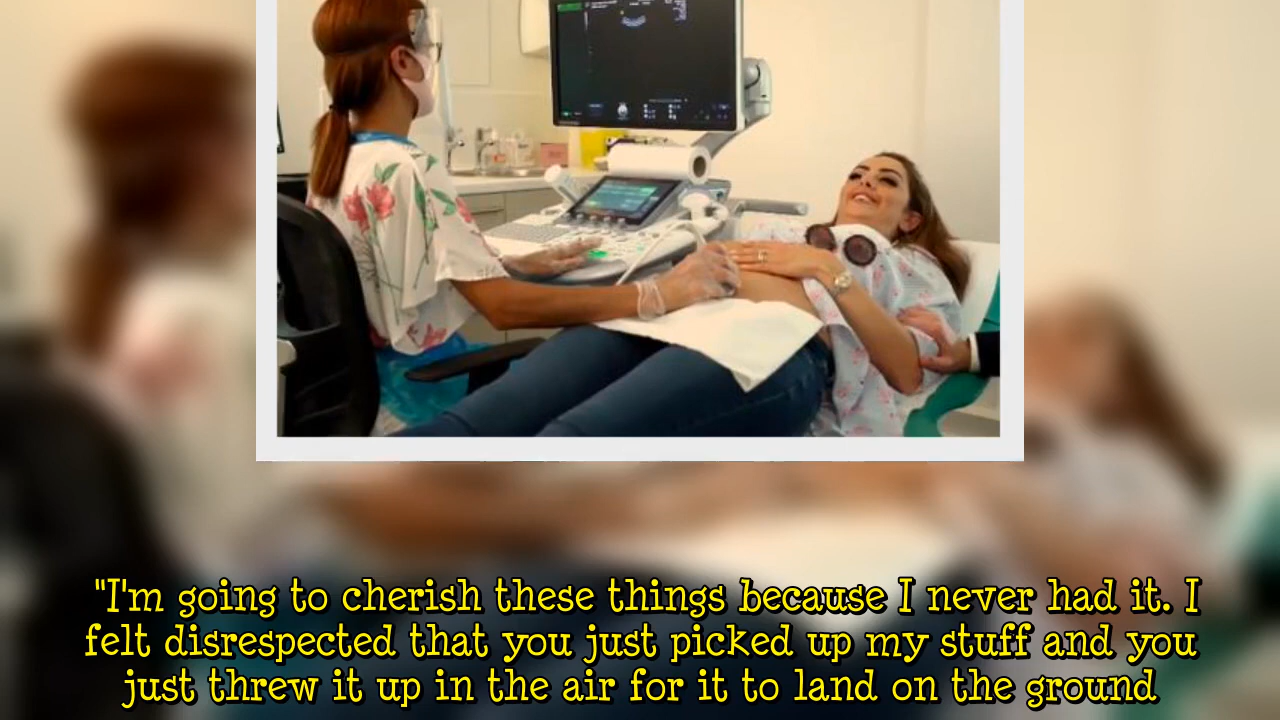 "I'm going to cherish these things because I never had it. I
felt disrespected that you just picked up my stuff and you
just threw it up in the air for it to land on the ground